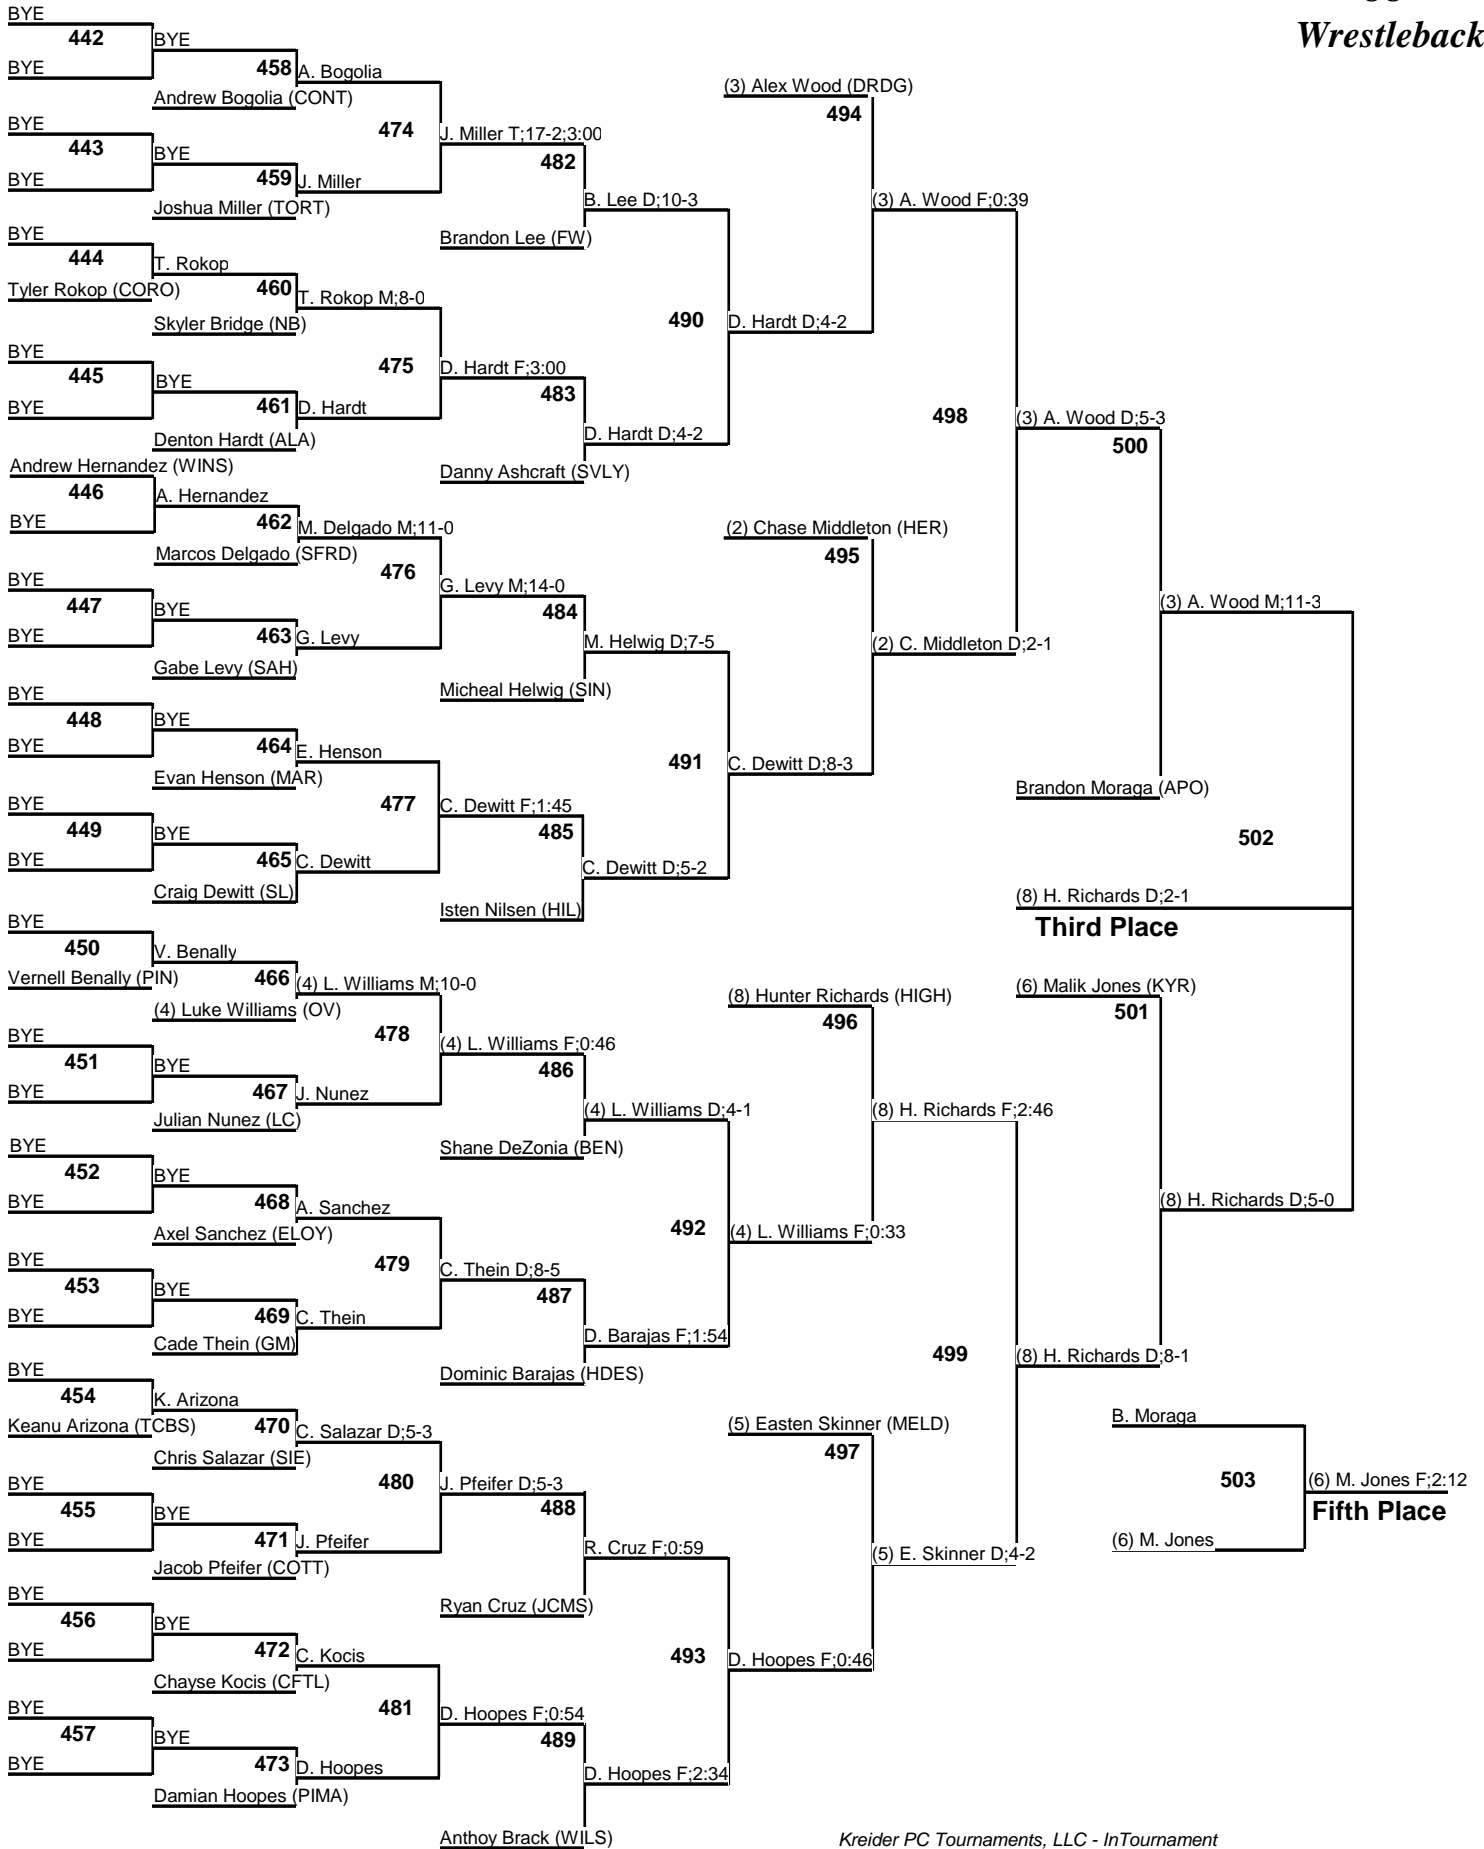 Wrestleback
BYE
442
BYE
BYE
458
A. Bogolia
Andrew Bogolia (CONT)
BYE
443
BYE
BYE
459
J. Miller
Joshua Miller (TORT)
474
J. Miller T;17-2;3:00
482
Brandon Lee (FW)
B. Lee D;10-3
BYE
444
Tyler Rokop (CORO)
T. Rokop
460
T. Rokop M;8-0
Skyler Bridge (NB)
BYE
445
BYE
BYE
461
D. Hardt
Denton Hardt (ALA)
475
D. Hardt F;3:00
483
Danny Ashcraft (SVLY)
D. Hardt D;4-2
490
D. Hardt D;4-2
(3) Alex Wood (DRDG)
494
(3) A. Wood F;0:39
Andrew Hernandez (WINS)
446
BYE
A. Hernandez
462
M. Delgado M;11-0
Marcos Delgado (SFRD)
BYE
447
BYE
BYE
463
G. Levy
Gabe Levy (SAH)
476
G. Levy M;14-0
484
Micheal Helwig (SIN)
M. Helwig D;7-5
BYE
448
BYE
BYE
464
E. Henson
Evan Henson (MAR)
BYE
449
BYE
BYE
465
C. Dewitt
Craig Dewitt (SL)
477
C. Dewitt F;1:45
485
Isten Nilsen (HIL)
C. Dewitt D;5-2
491
C. Dewitt D;8-3
(2) Chase Middleton (HER)
495
(2) C. Middleton D;2-1
498
(3) A. Wood D;5-3
500
Brandon Moraga (APO)
(3) A. Wood M;11-3
502
(8) H. Richards D;2-1
Third Place
BYE
450
Vernell Benally (PIN)
V. Benally
466
(4) L. Williams M;10-0
(4) Luke Williams (OV)
BYE
451
BYE
BYE
467
J. Nunez
Julian Nunez (LC)
478
(4) L. Williams F;0:46
486
Shane DeZonia (BEN)
(4) L. Williams D;4-1
BYE
452
BYE
BYE
468
A. Sanchez
Axel Sanchez (ELOY)
BYE
453
BYE
BYE
469
C. Thein
Cade Thein (GM)
479
C. Thein D;8-5
487
Dominic Barajas (HDES)
D. Barajas F;1:54
492
(4) L. Williams F;0:33
(8) Hunter Richards (HIGH)
496
(8) H. Richards F;2:46
BYE
454
Keanu Arizona (TCBS)
K. Arizona
470
C. Salazar D;5-3
Chris Salazar (SIE)
BYE
455
BYE
BYE
471
J. Pfeifer
Jacob Pfeifer (COTT)
480
J. Pfeifer D;5-3
488
Ryan Cruz (JCMS)
R. Cruz F;0:59
BYE
456
BYE
BYE
472
C. Kocis
Chayse Kocis (CFTL)
BYE
457
BYE
BYE
473
D. Hoopes
Damian Hoopes (PIMA)
481
D. Hoopes F;0:54
489
Anthoy Brack (WILS)
D. Hoopes F;2:34
493
D. Hoopes F;0:46
(5) Easten Skinner (MELD)
497
(5) E. Skinner D;4-2
499
(8) H. Richards D;8-1
(6) Malik Jones (KYR)
501
(8) H. Richards D;5-0
B. Moraga
503
(6) M. Jones
(6) M. Jones F;2:12
Fifth Place
Kreider PC Tournaments, LLC - InTournament